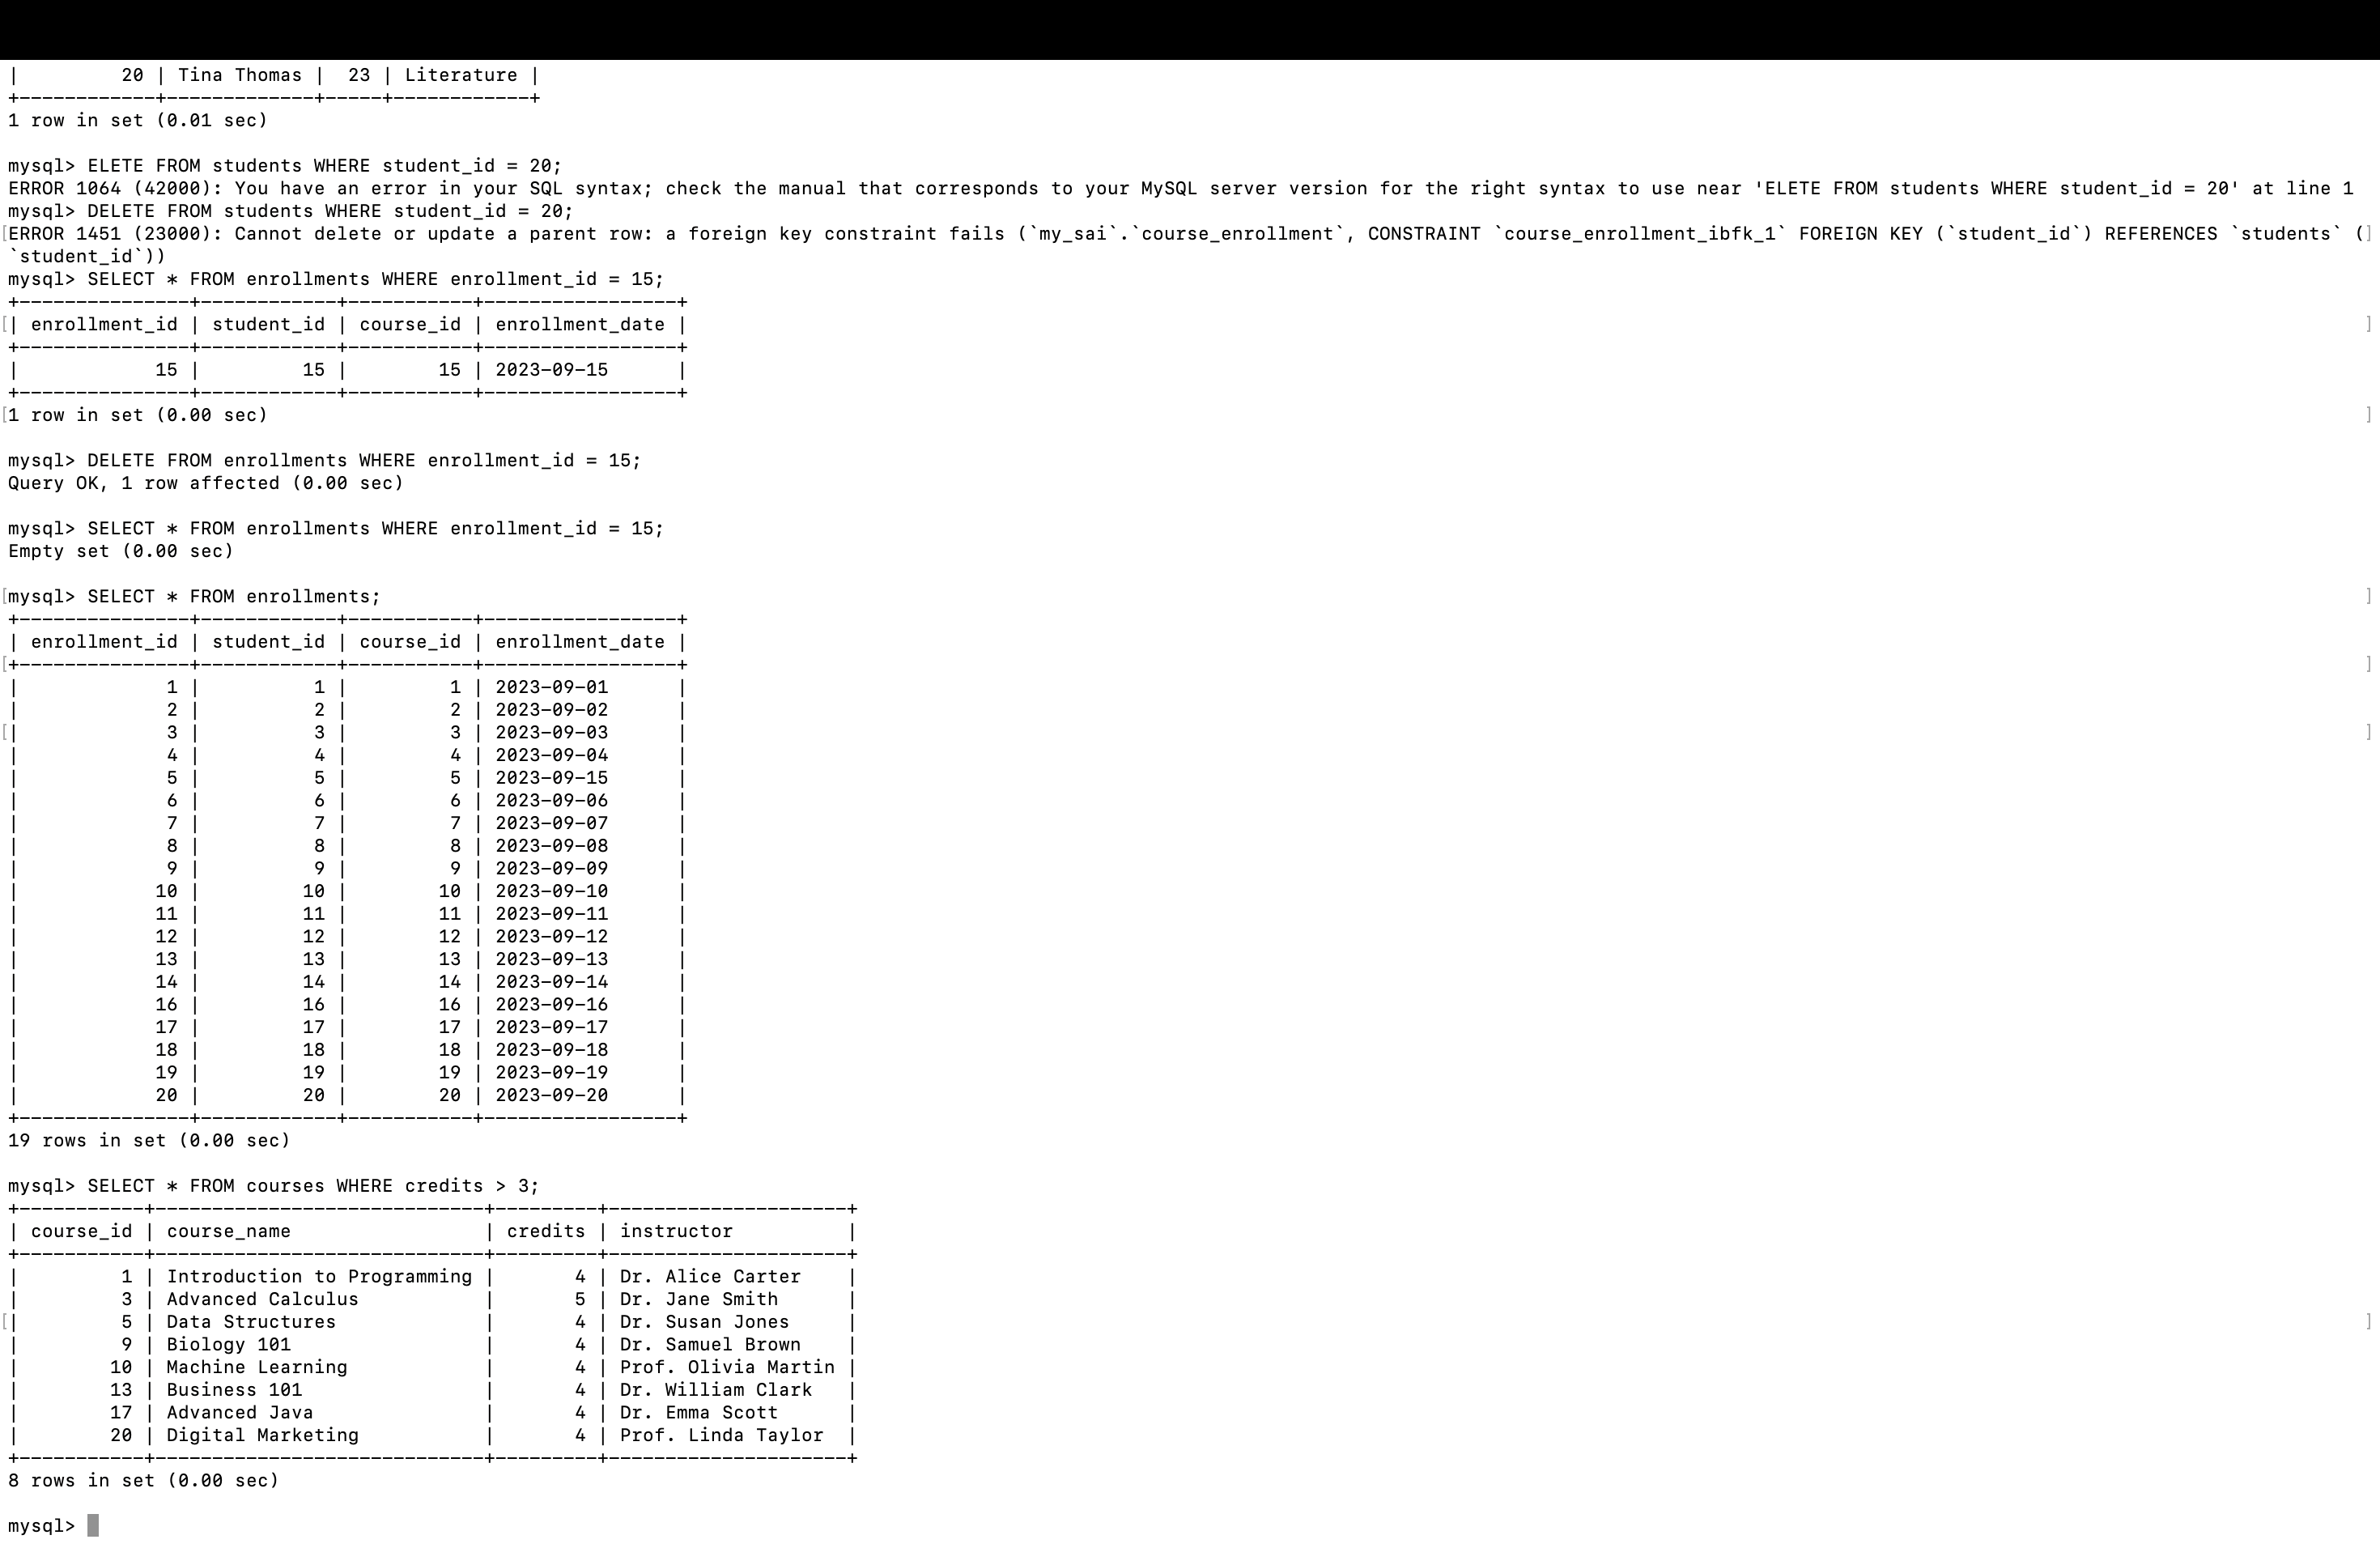 |         20 | Tina Thomas |  23 | Literature |
+------------+-------------+-----+------------+
1 row in set (0.01 sec)

mysql> ELETE FROM students WHERE student_id = 20;
ERROR 1064 (42000): You have an error in your SQL syntax; check the manual that corresponds to your MySQL server version for the right syntax to use near 'ELETE FROM students WHERE student_id = 20' at line 1
mysql> DELETE FROM students WHERE student_id = 20;
[ERROR 1451 (23000): Cannot delete or update a parent row: a foreign key constraint fails (`my_sai`.`course_enrollment`, CONSTRAINT `course_enrollment_ibfk_1` FOREIGN KEY (`student_id`) REFERENCES `students` (]
`student_id`))
mysql> SELECT * FROM enrollments WHERE enrollment_id = 15;
+---------------+------------+-----------+-----------------+
[| enrollment_id | student_id | course_id | enrollment_date | ]
+---------------+------------+-----------+-----------------+
|            15 |         15 |        15 | 2023-09-15      |
+---------------+------------+-----------+-----------------+
[1 row in set (0.00 sec) ]

mysql> DELETE FROM enrollments WHERE enrollment_id = 15;
Query OK, 1 row affected (0.00 sec)

mysql> SELECT * FROM enrollments WHERE enrollment_id = 15;
Empty set (0.00 sec)

[mysql> SELECT * FROM enrollments; ]
+---------------+------------+-----------+-----------------+
| enrollment_id | student_id | course_id | enrollment_date |
[+---------------+------------+-----------+-----------------+ ]
|             1 |          1 |         1 | 2023-09-01      |
|             2 |          2 |         2 | 2023-09-02      |
[|             3 |          3 |         3 | 2023-09-03      | ]
|             4 |          4 |         4 | 2023-09-04      |
|             5 |          5 |         5 | 2023-09-15      |
|             6 |          6 |         6 | 2023-09-06      |
|             7 |          7 |         7 | 2023-09-07      |
|             8 |          8 |         8 | 2023-09-08      |
|             9 |          9 |         9 | 2023-09-09      |
|            10 |         10 |        10 | 2023-09-10      |
|            11 |         11 |        11 | 2023-09-11      |
|            12 |         12 |        12 | 2023-09-12      |
|            13 |         13 |        13 | 2023-09-13      |
|            14 |         14 |        14 | 2023-09-14      |
|            16 |         16 |        16 | 2023-09-16      |
|            17 |         17 |        17 | 2023-09-17      |
|            18 |         18 |        18 | 2023-09-18      |
|            19 |         19 |        19 | 2023-09-19      |
|            20 |         20 |        20 | 2023-09-20      |
+---------------+------------+-----------+-----------------+
19 rows in set (0.00 sec)

mysql> SELECT * FROM courses WHERE credits > 3;
+-----------+-----------------------------+---------+---------------------+
| course_id | course_name                 | credits | instructor          |
+-----------+-----------------------------+---------+---------------------+
|         1 | Introduction to Programming |       4 | Dr. Alice Carter    |
|         3 | Advanced Calculus           |       5 | Dr. Jane Smith      |
[|         5 | Data Structures             |       4 | Dr. Susan Jones     | ]
|         9 | Biology 101                 |       4 | Dr. Samuel Brown    |
|        10 | Machine Learning            |       4 | Prof. Olivia Martin |
|        13 | Business 101                |       4 | Dr. William Clark   |
|        17 | Advanced Java               |       4 | Dr. Emma Scott      |
|        20 | Digital Marketing           |       4 | Prof. Linda Taylor  |
+-----------+-----------------------------+---------+---------------------+
8 rows in set (0.00 sec)

mysql>